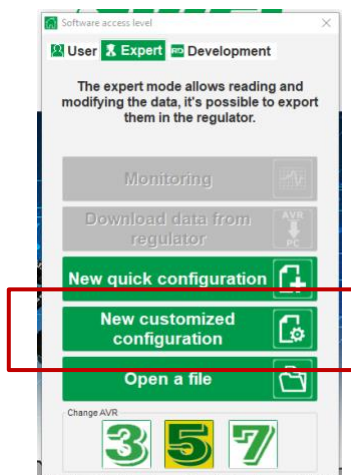 Software access level
User Expert RD Development
The expert mode allows reading and
modifying the data, it's possible to export
them in the regulator.
Monitoring
Download data from
regulator
AVR
PC
New quick configuration
New customized
configuration
Open a file
Change AVR
3 5 7